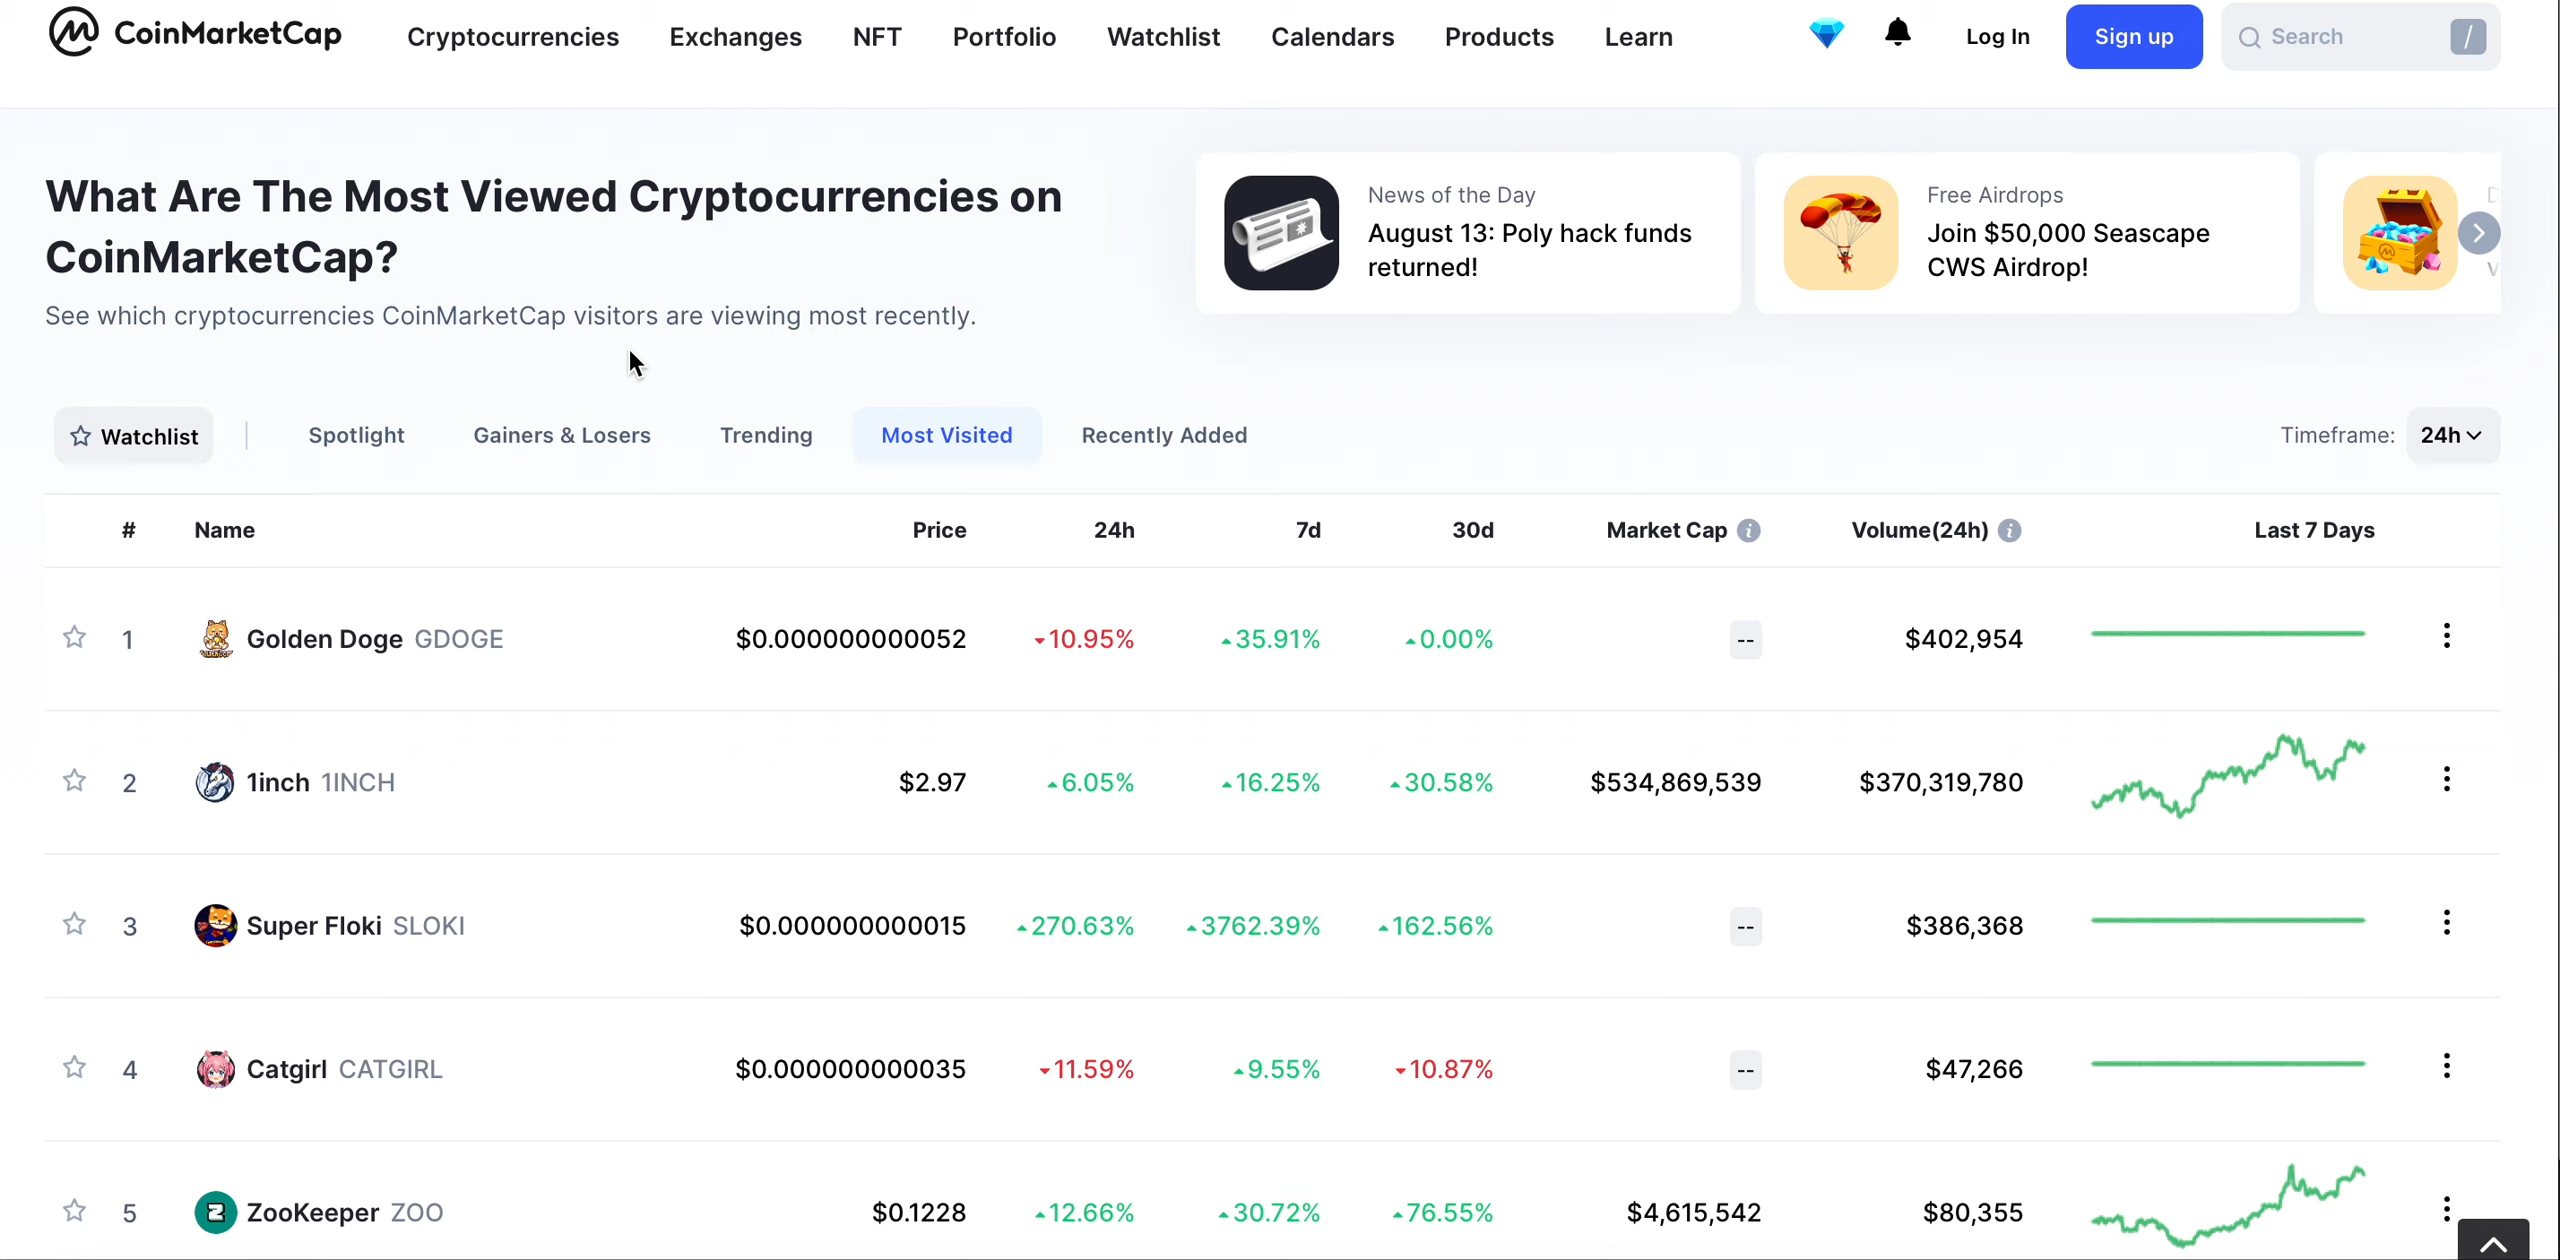 CoinMarketCap Cryptocurrencies Exchanges NFT Portfolio Watchlist Calendars Products Learn Log In Sign up Search /
What Are The Most Viewed Cryptocurrencies on
CoinMarketCap?
See which cryptocurrencies CoinMarketCap visitors are viewing most recently.
News of the Day
August 13: Poly hack funds
returned!
Free Airdrops
Join $50,000 Seascape
CWS Airdrop!
Watchlist Spotlight Gainers & Losers Trending Most Visited Recently Added Timeframe: 24h
# Name Price 24h 7d 30d Market Cap Volume(24h) Last 7 Days
1 Golden Doge GDOGE $0.000000000052 10.95% 35.91% 0.00% -- $402,954
2 1inch 1INCH $2.97 6.05% 16.25% 30.58% $534,869,539 $370,319,780
3 Super Floki SLOKI $0.000000000015 270.63% 3762.39% 162.56% -- $386,368
4 Catgirl CATGIRL $0.000000000035 11.59% 9.55% 10.87% -- $47,266
5 ZooKeeper ZOO $0.1228 12.66% 30.72% 76.55% $4,615,542 $80,355